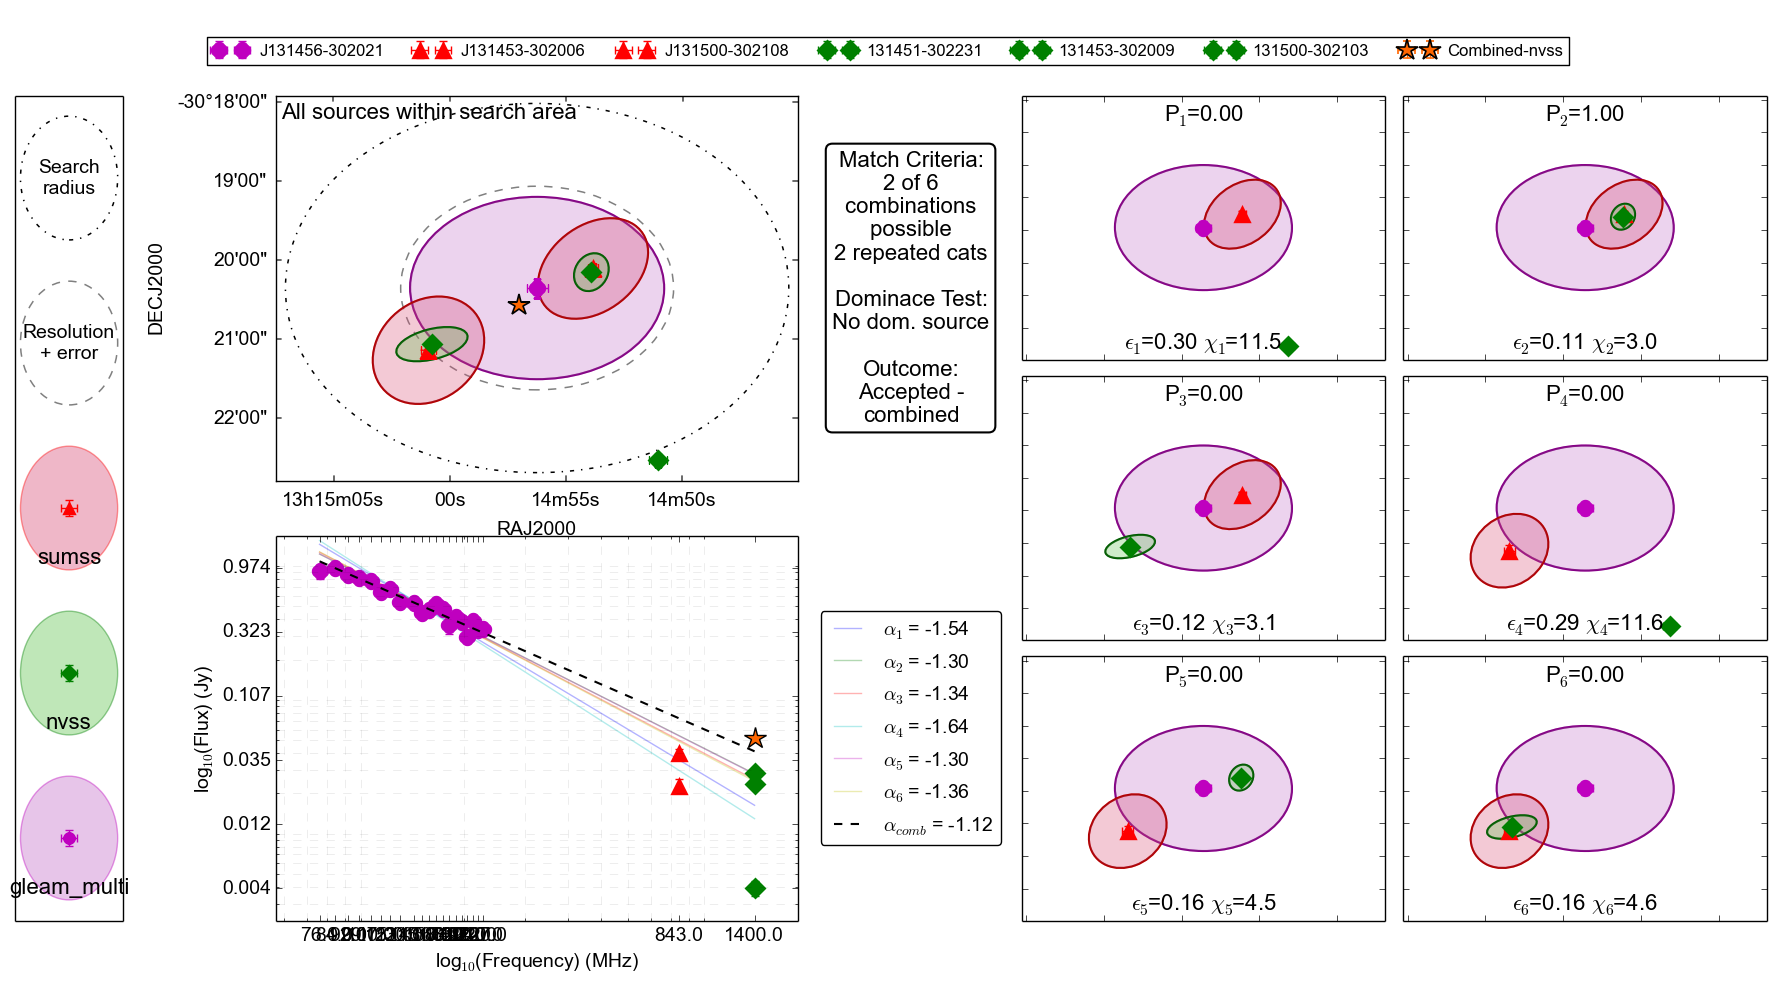 J131456-302021 J131453-302006 J131500-302108 131451-302231 131453-302009 131500-302103 Combined-nvss
Search
radius
Resolution
+ error
sumss
nvss
gleam_multi
All sources within search area
-30°18'00"
19'00"
20'00"
21'00"
22'00"
DECJ2000
13h15m05s 00s 14m55s 14m50s
RAJ2000
Match Criteria:
2 of 6
combinations
possible
2 repeated cats
Dominace Test:
No dom. source
Outcome:
Accepted -
combined
0.974
0.323
0.107
0.035
0.012
0.004
log10(Flux) (Jy)
843.0 1400.0
log10(Frequency) (MHz)
α1 = -1.54
α2 = -1.30
α3 = -1.34
α4 = -1.64
α5 = -1.30
α6 = -1.36
αcomb = -1.12
P1=0.00
ϵ1=0.30 χ1=11.5
P2=1.00
ϵ2=0.11 χ2=3.0
P3=0.00
ϵ3=0.12 χ3=3.1
P4=0.00
ϵ4=0.29 χ4=11.6
P5=0.00
ϵ5=0.16 χ5=4.5
P6=0.00
ϵ6=0.16 χ6=4.6